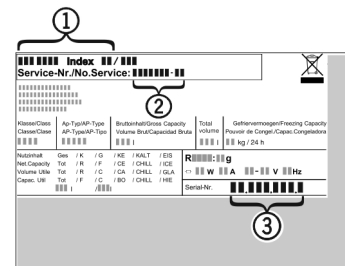 1
Index /
Service-Nr./No.Service: -
2
Klasse/Class Ap-Typ/AP-Type Bruttoinhalt/Gross Capacity Total Gefriervermoegen/Freezing Capacity
Classe/Clase AP-Type/AP-Tipo Volume Brut/Capacidad Bruta volume Pouvoir de Congel./Capac.Congeladora
l l kg / 24 h
Nutzinhalt Ges / K / G / KE / KALT / EIS
Net.Capacity Tot / R / F / CE / CHILL / ICE
Volume Utile Tot / R / C / CA / CHILL / GLA
Capac. Util Tot / F / C / BO / CHILL / HIE
l / l
R : g
W A - V Hz
Serial-Nr. . . .
3